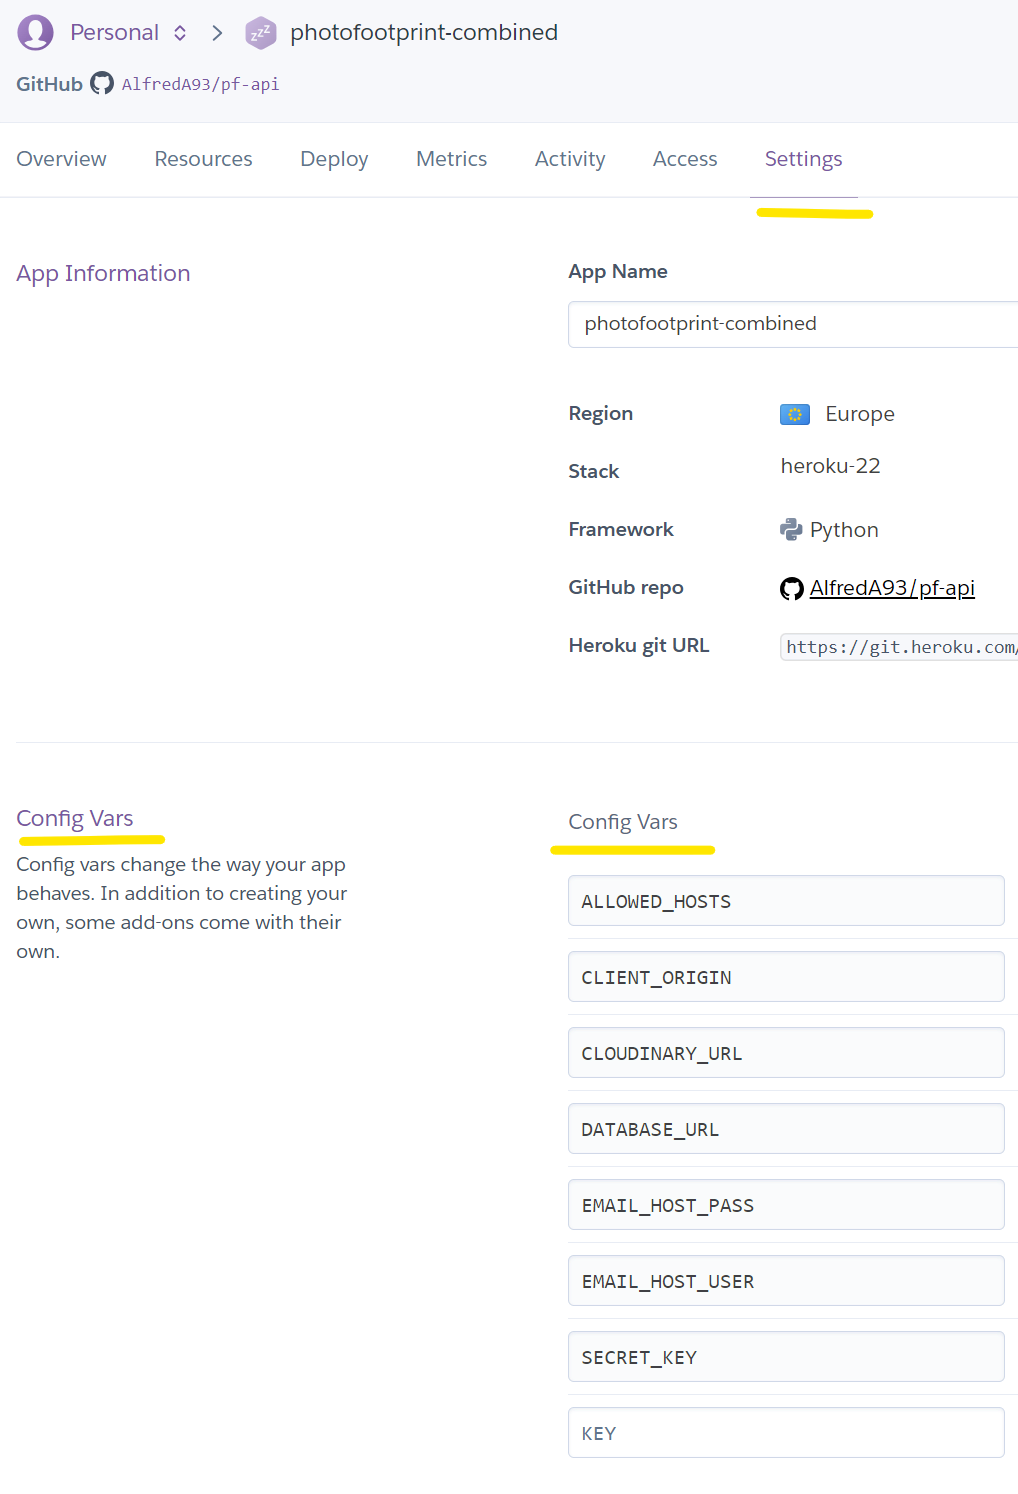 Personal > photofootprint-combined
GitHub AlfredA93/pf-api
Overview Resources Deploy Metrics Activity Access Settings
App Information
App Name
photofootprint-combined
Region Europe
Stack heroku-22
Framework Python
GitHub repo AlfredA93/pf-api
Heroku git URL https://git.heroku.com/
Config Vars
Config vars change the way your app
behaves. In addition to creating your
own, some add-ons come with their
own.
Config Vars
ALLOWED_HOSTS
CLIENT_ORIGIN
CLOUDINARY_URL
DATABASE_URL
EMAIL_HOST_PASS
EMAIL_HOST_USER
SECRET_KEY
KEY